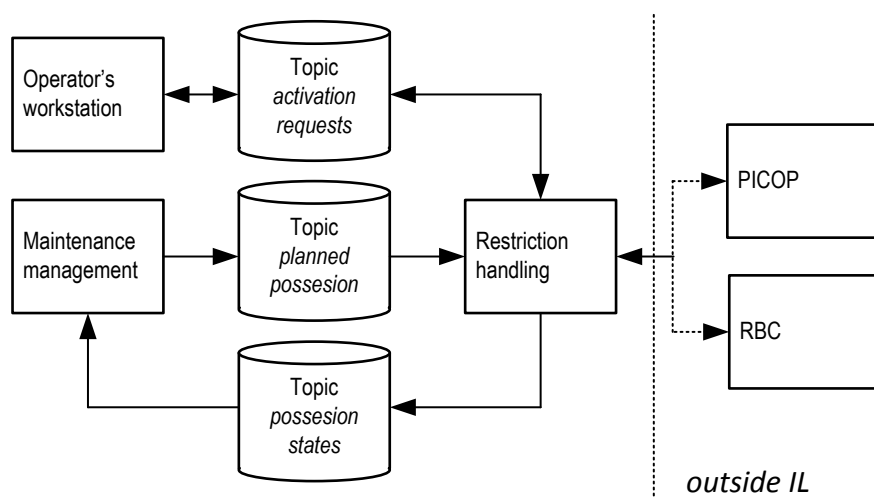 Operator’s
workstation
Topic
activation
requests
PICOP
Maintenance
management
Topic
planned
possesion
Restriction
handling
RBC
Topic
possesion
states
outside IL